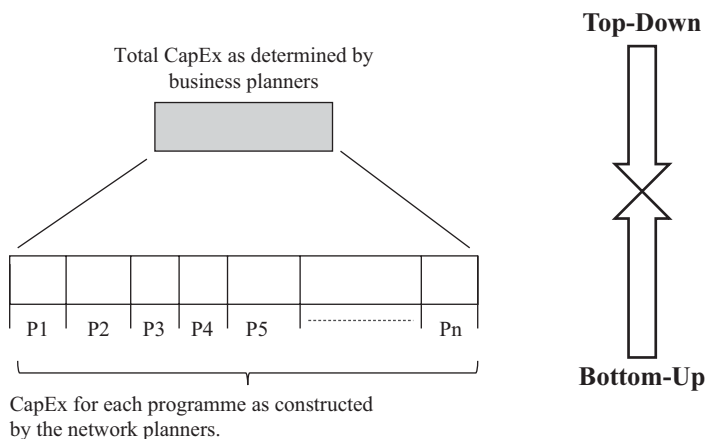 Top-Down
Total CapEx as determined by
business planners
P1 P2 P3 P4 P5 Pn
Bottom-Up
CapEx for each programme as constructed
by the network planners.